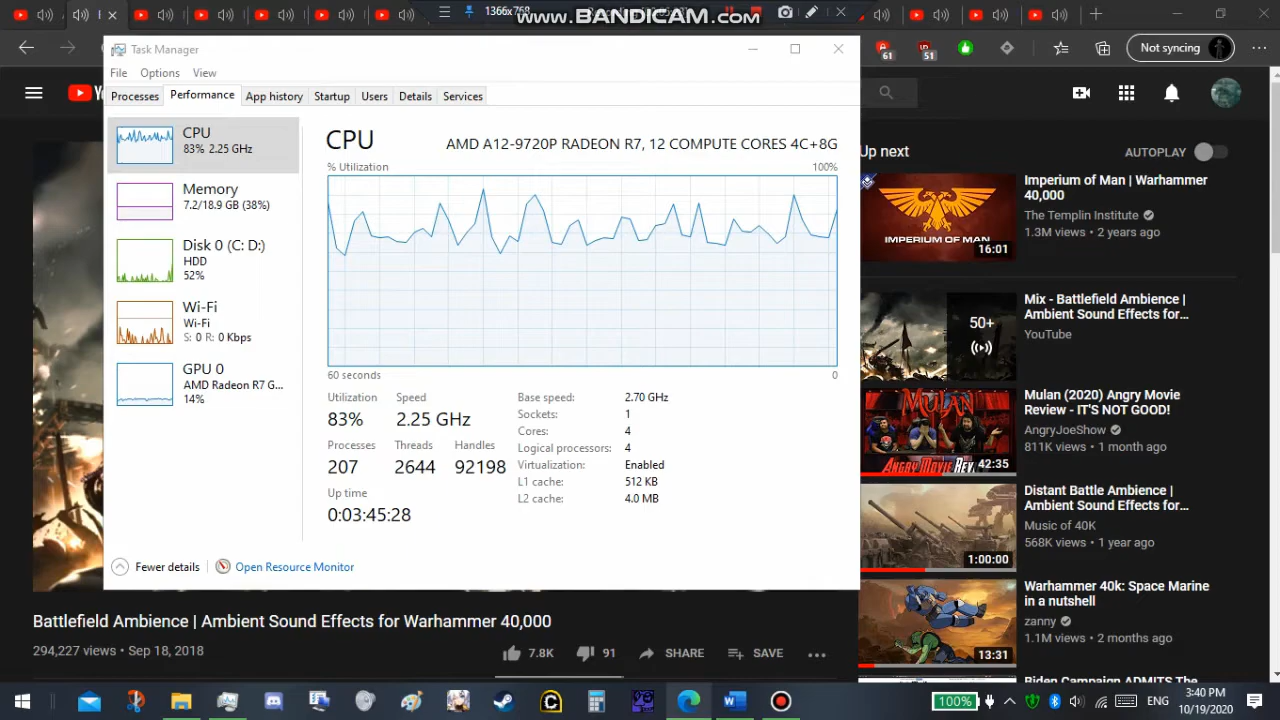 1366x768
www.BANDICAM.com
Task Manager
File Options View
Processes Performance App history Startup Users Details Services
CPU
83% 2.25 GHz
Memory
7.2/18.9 GB (38%)
Disk 0 (C: D:)
HDD
52%
Wi-Fi
Wi-Fi
S: 0 R: 0 Kbps
GPU 0
AMD Radeon R7 G...
14%
CPU
AMD A12-9720P RADEON R7, 12 COMPUTE CORES 4C+8G
% Utilization 100%
60 seconds 0
Utilization Speed
83% 2.25 GHz
Processes Threads Handles
207 2644 92198
Up time
0:03:45:28
Base speed: 2.70 GHz
Sockets: 1
Cores: 4
Logical processors: 4
Virtualization: Enabled
L1 cache: 512 KB
L2 cache: 4.0 MB
Fewer details Open Resource Monitor
61
51
Not syncing
Up next AUTOPLAY
IMPERIUM OF MAN
16:01
Imperium of Man | Warhammer
40,000
The Templin Institute
1.3M views • 2 years ago
50+
Mix - Battlefield Ambience |
Ambient Sound Effects for...
YouTube
MULAN
ANGRY MOVIE REV
42:35
Mulan (2020) Angry Movie
Review - IT'S NOT GOOD!
AngryJoeShow
811K views • 1 month ago
1:00:00
Distant Battle Ambience |
Ambient Sound Effects for...
Music of 40K
568K views • 1 year ago
13:31
Warhammer 40k: Space Marine
in a nutshell
zanny
1.1M views • 2 months ago
Biden Campaign ADMITS The
Battlefield Ambience | Ambient Sound Effects for Warhammer 40,000
294,227 views • Sep 18, 2018
7.8K 91 SHARE SAVE
100%
ENG
3:40 PM
10/19/2020